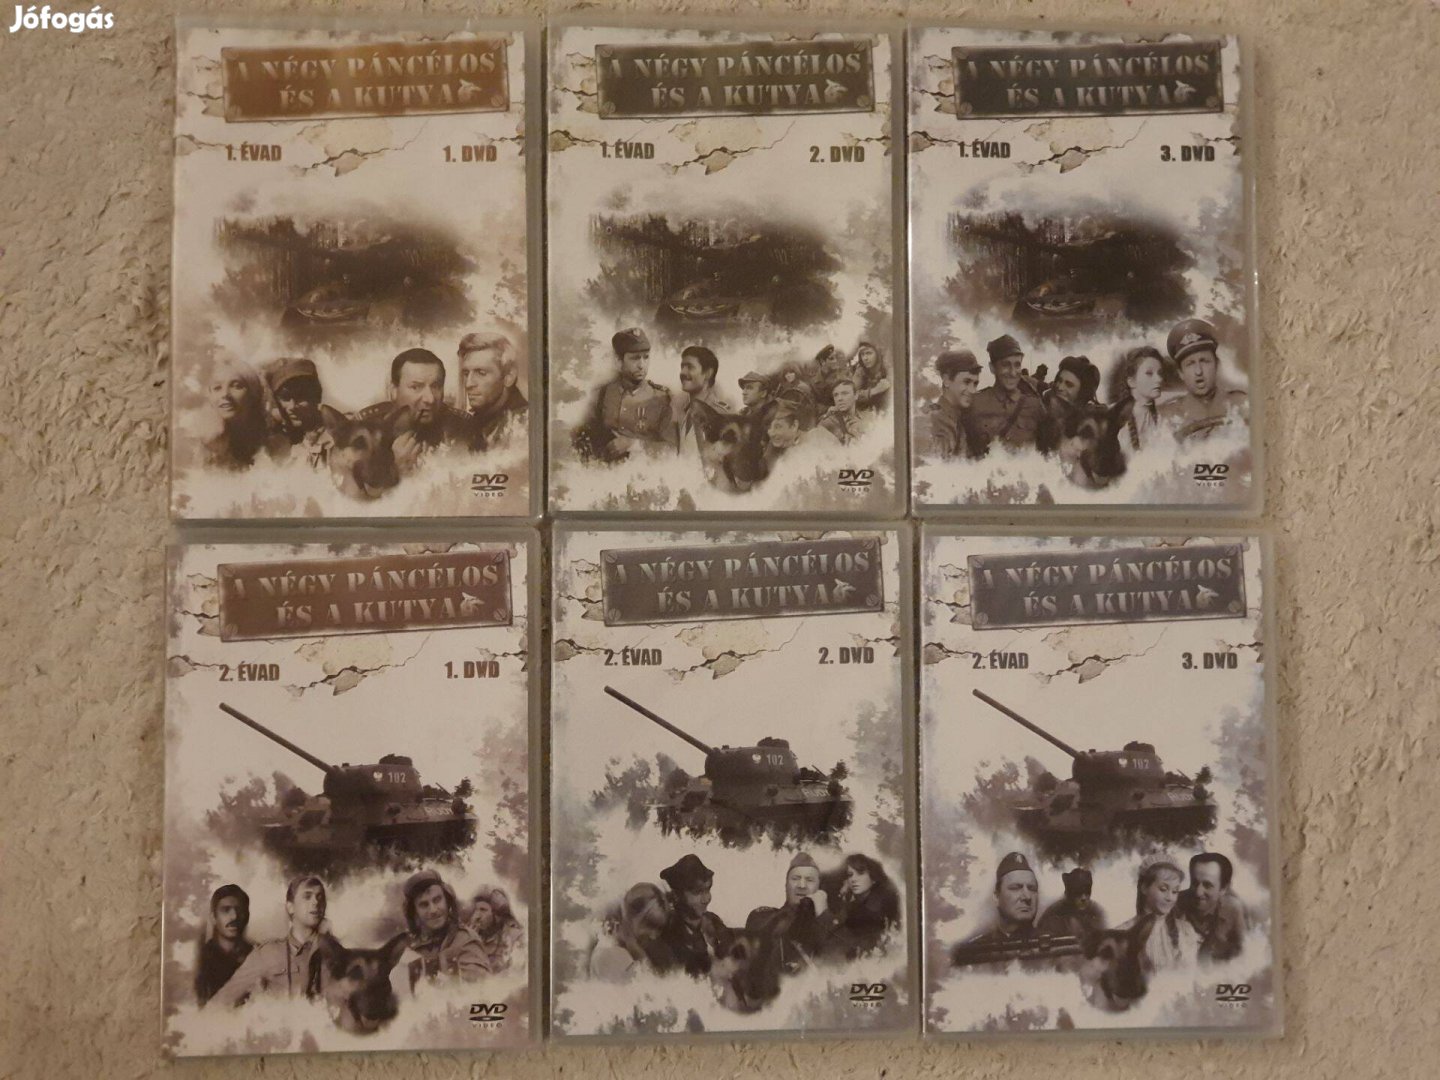 Jófogás
A NÉGY PÁNCÉLOS
ÉS A KUTYA
1. ÉVAD 1. DVD
DVD
VIDEO
A NÉGY PÁNCÉLOS
ÉS A KUTYA
1. ÉVAD 2. DVD
DVD
VIDEO
A NÉGY PÁNCÉLOS
ÉS A KUTYA
1. ÉVAD 3. DVD
DVD
VIDEO
A NÉGY PÁNCÉLOS
ÉS A KUTYA
2. ÉVAD 1. DVD
102
DVD
VIDEO
A NÉGY PÁNCÉLOS
ÉS A KUTYA
2. ÉVAD 2. DVD
102
DVD
VIDEO
A NÉGY PÁNCÉLOS
ÉS A KUTYA
2. ÉVAD 3. DVD
102
DVD
VIDEO